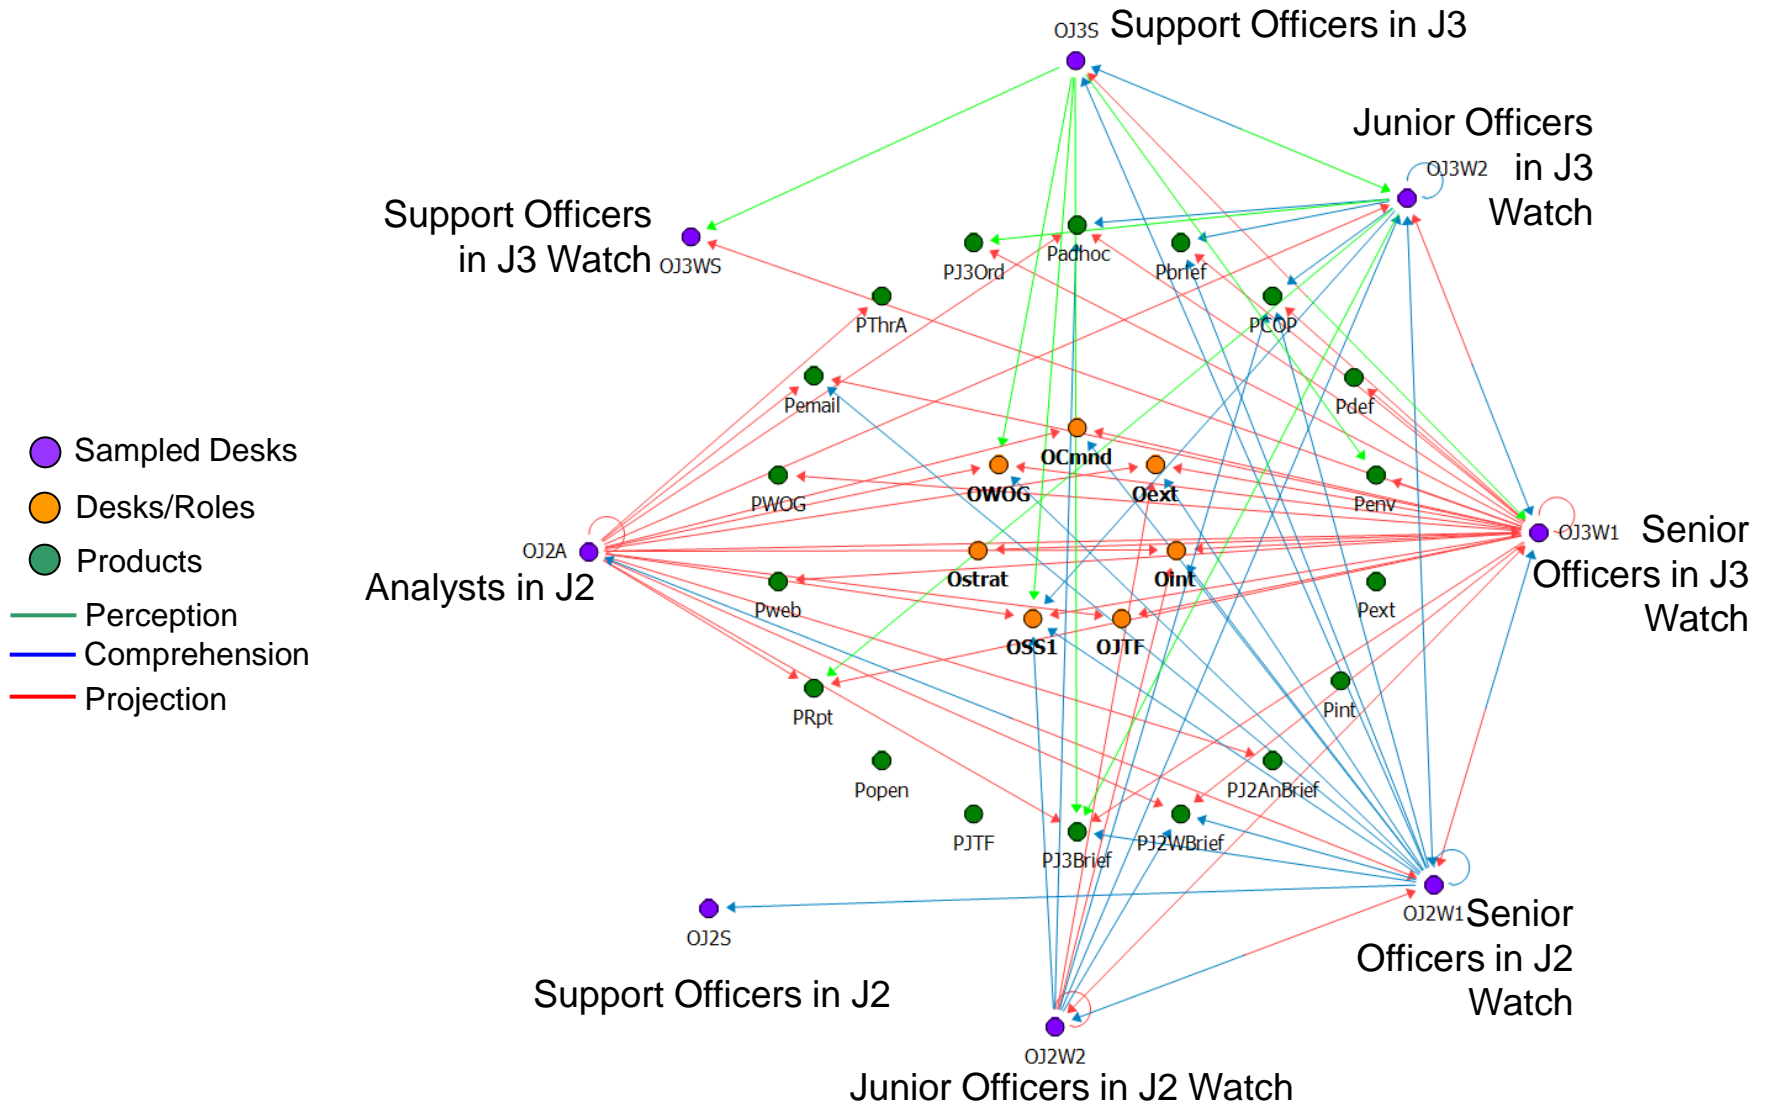 OJ3S
Support Officers in J3
Junior Officers
in J3
Watch
OJ3W2
Support Officers
in J3 Watch
OJ3WS
PJ3Ord
Padhoc
Pbrief
PThrA
PCOP
Pemail
Pdef
OCmnd
OWOG
Oext
PWOG
Penv
Sampled Desks
Desks/Roles
Products
Perception
Comprehension
Projection
OJ2A
Analysts in J2
OJ3W1
Senior
Officers in J3
Watch
Ostrat
Oint
Pweb
Pext
OSS1
OJTF
PRpt
Pint
Popen
PJ2AnBrief
PJTF
PJ3Brief
PJ2WBrief
OJ2S
Support Officers in J2
OJ2W1
Senior
Officers in J2
Watch
OJ2W2
Junior Officers in J2 Watch